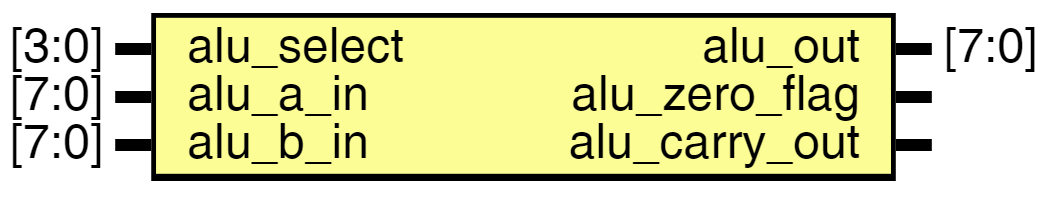 [3:0] alu_select alu_out [7:0]
[7:0] alu_a_in alu_zero_flag
[7:0] alu_b_in alu_carry_out